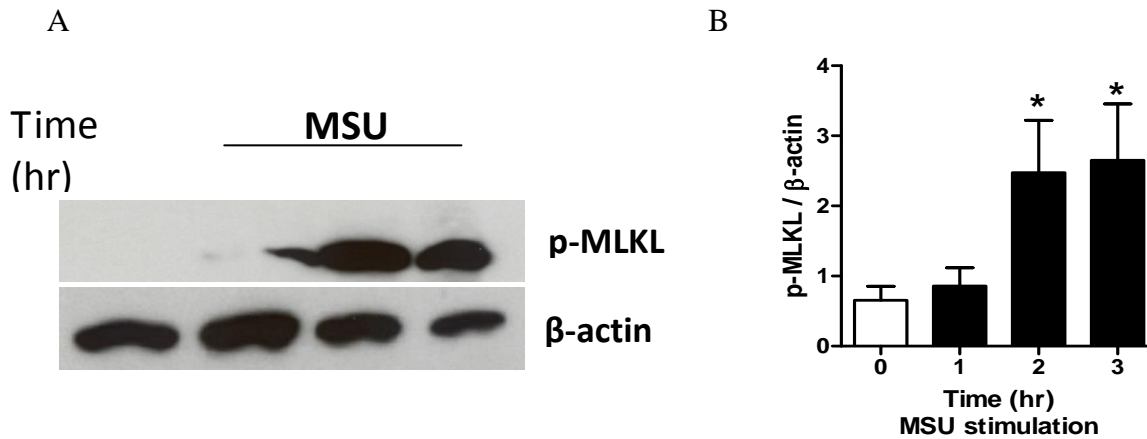 A
Time
(hr)
MSU
p-MLKL
β-actin
B
p-MLKL / β-actin
4
3
2
1
0
*
*
0 1 2 3
Time (hr)
MSU stimulation